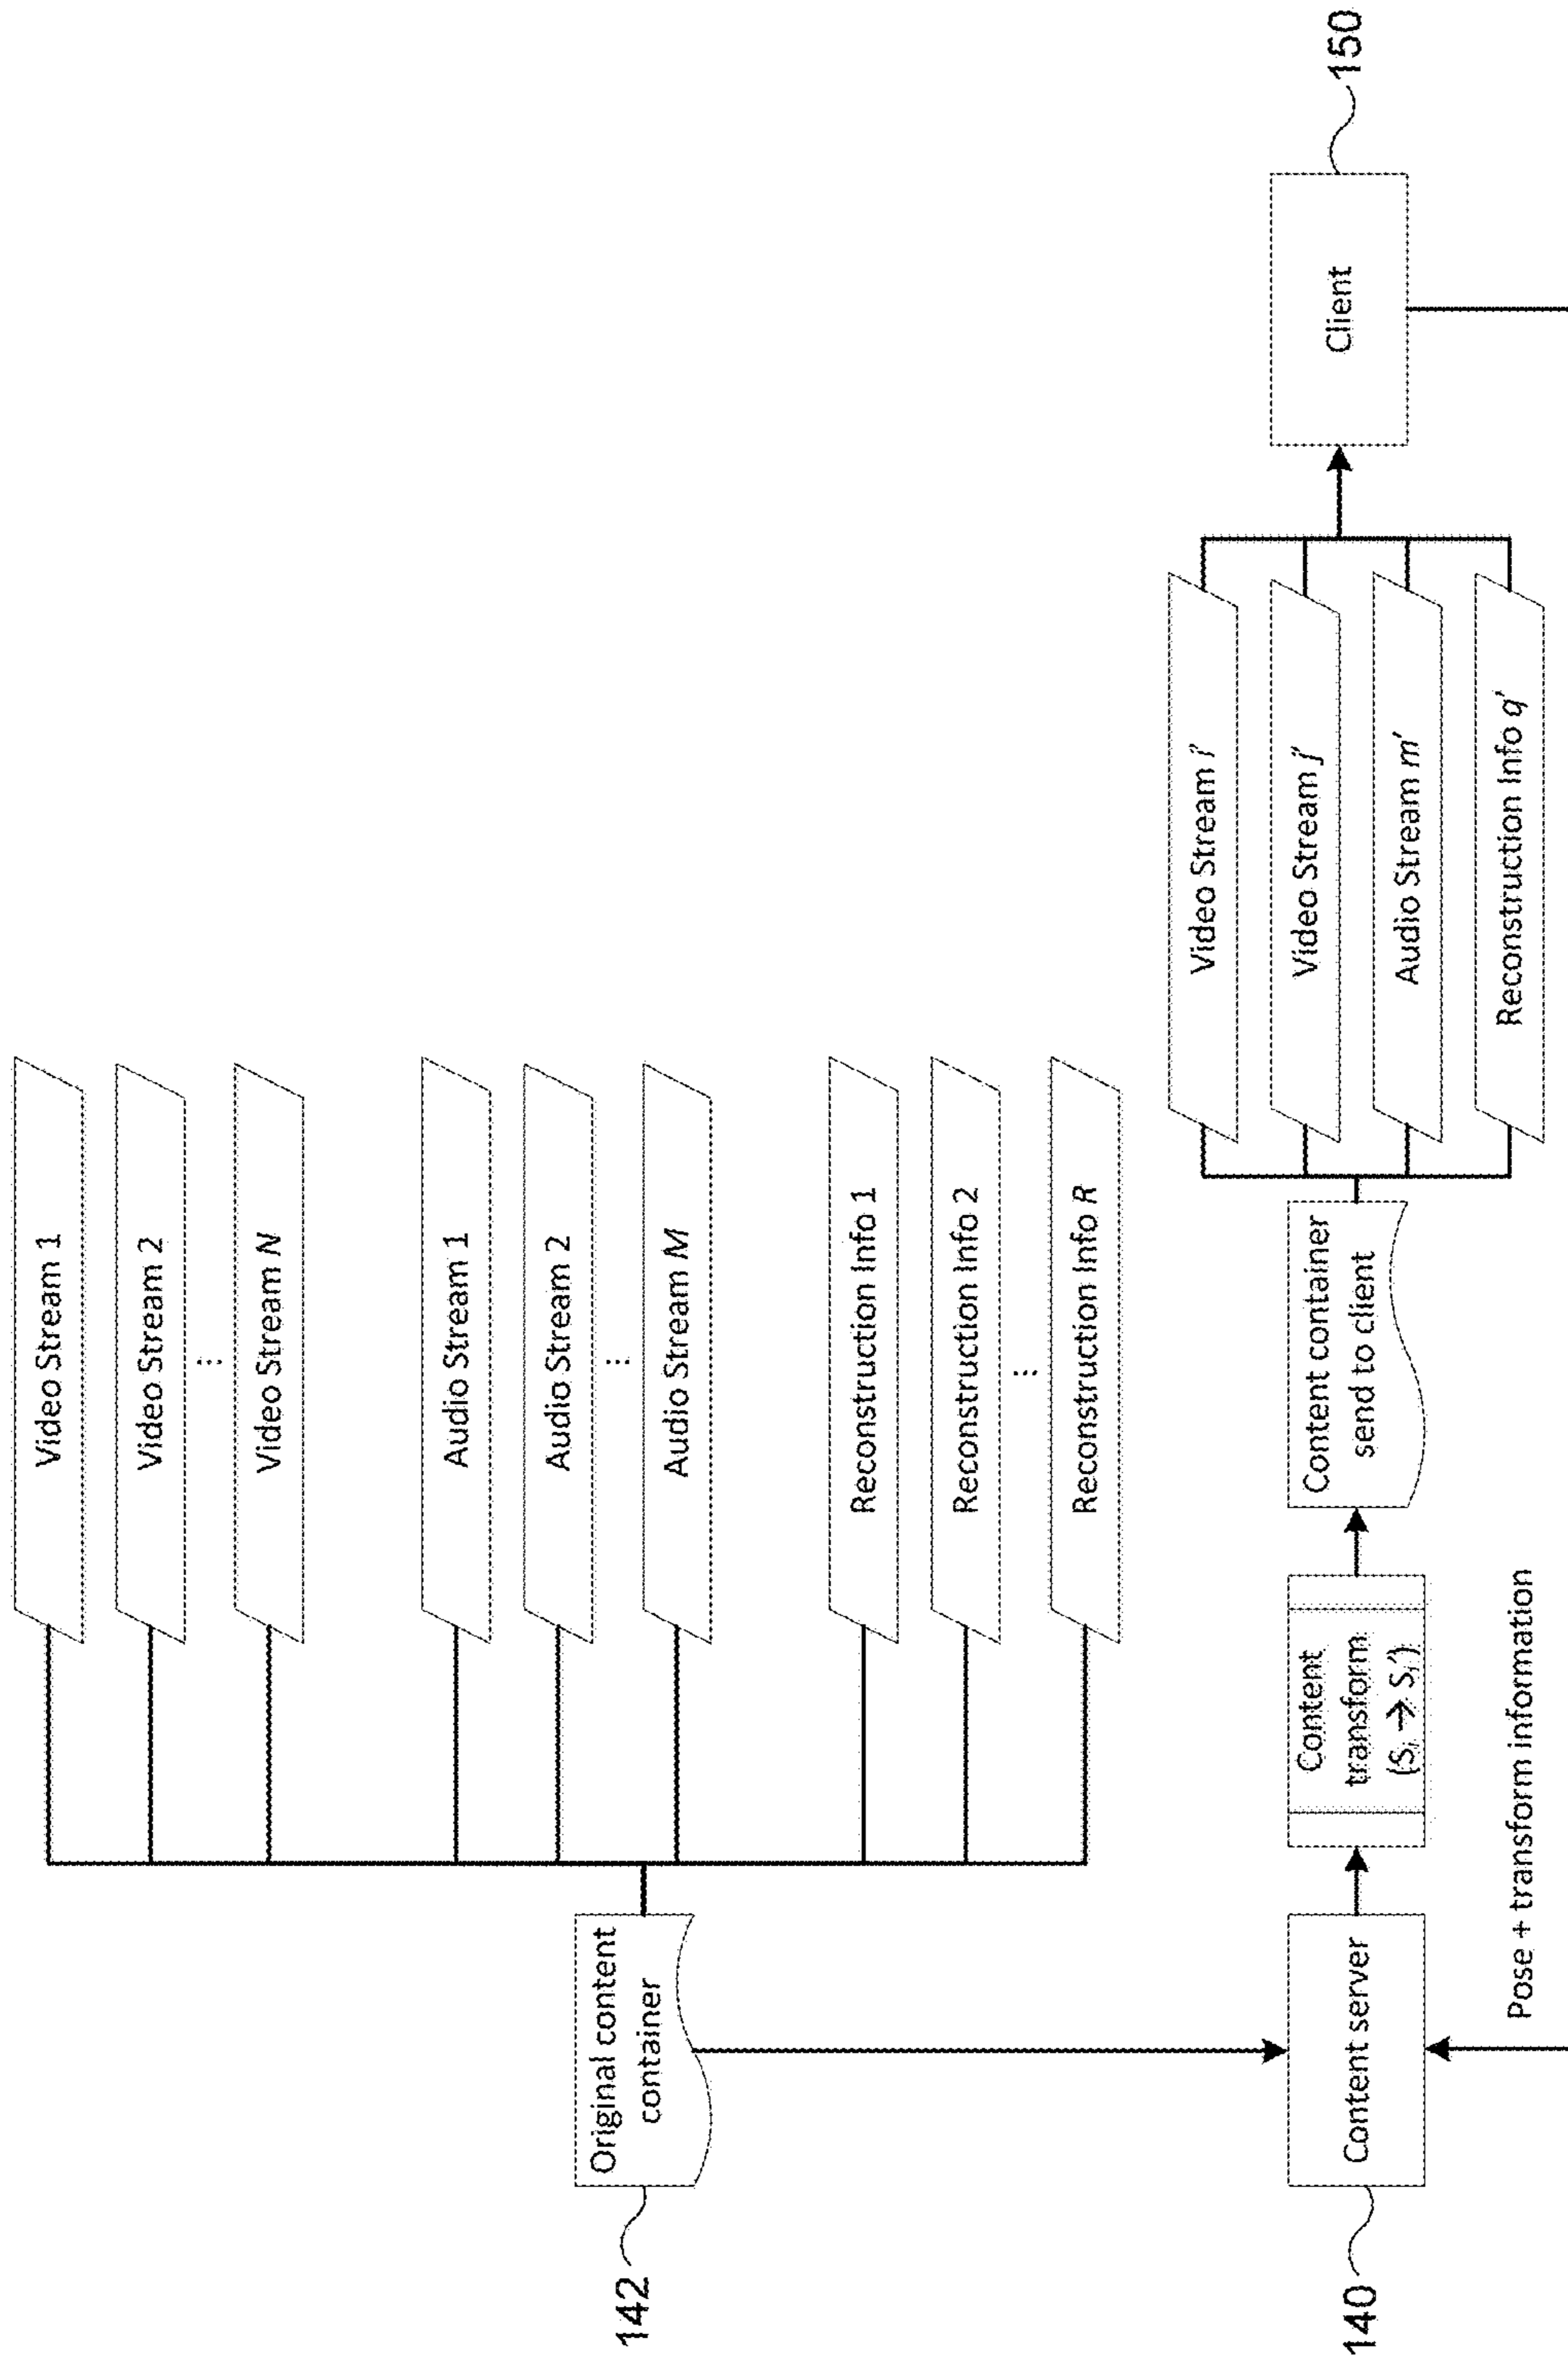 Video Stream 1
Video Stream 2
...
Video Stream N
Audio Stream 1
Audio Stream 2
...
Audio Stream M
Reconstruction Info 1
Reconstruction Info 2
...
Reconstruction Info R
142
Original content
container
140
Content server
Content
transform
(Sᵢ → Sᵢ′)
Content container
send to client
Video Stream i′
Video Stream j′
Audio Stream m′
Reconstruction Info q′
Client
150
Pose + transform information